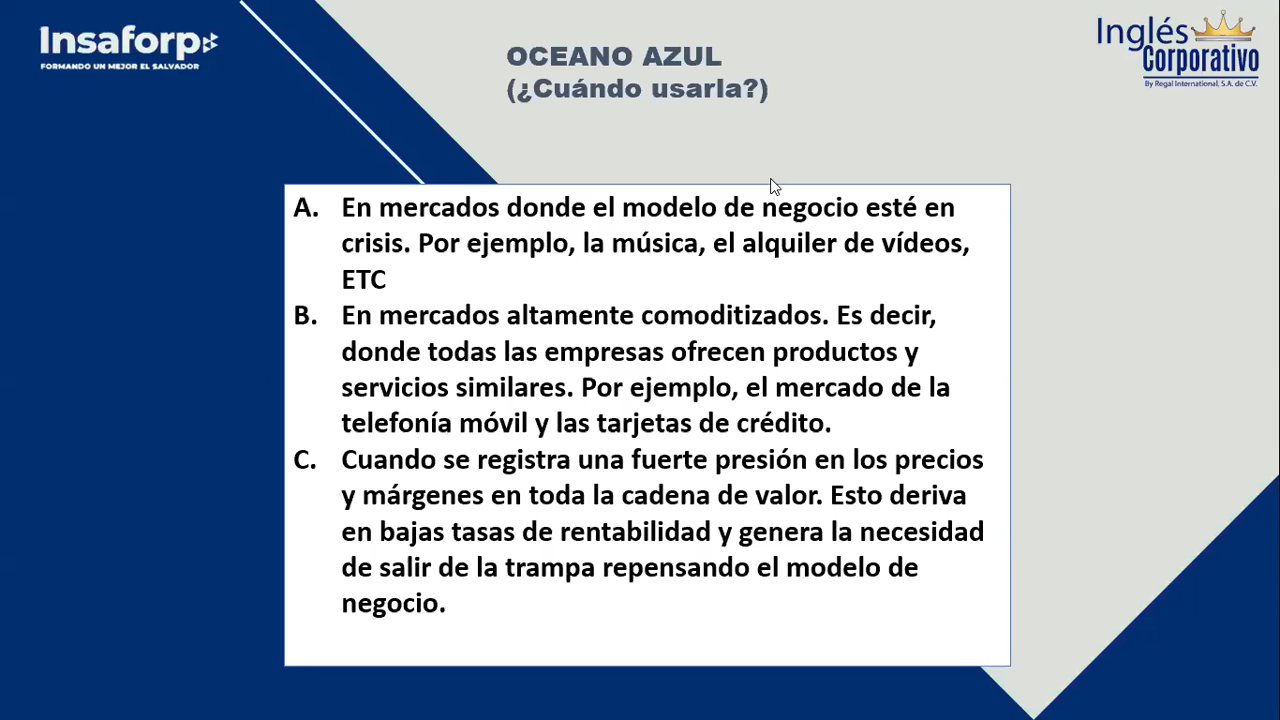 Insaforp
FORMANDO UN MEJOR EL SALVADOR
OCEANO AZUL
(¿Cuándo usarla?)
Inglés
Corporativo
By Regal International, S.A. de C.V.
A. En mercados donde el modelo de negocio esté en
crisis. Por ejemplo, la música, el alquiler de vídeos,
ETC
B. En mercados altamente comoditizados. Es decir,
donde todas las empresas ofrecen productos y
servicios similares. Por ejemplo, el mercado de la
telefonía móvil y las tarjetas de crédito.
C. Cuando se registra una fuerte presión en los precios
y márgenes en toda la cadena de valor. Esto deriva
en bajas tasas de rentabilidad y genera la necesidad
de salir de la trampa repensando el modelo de
negocio.